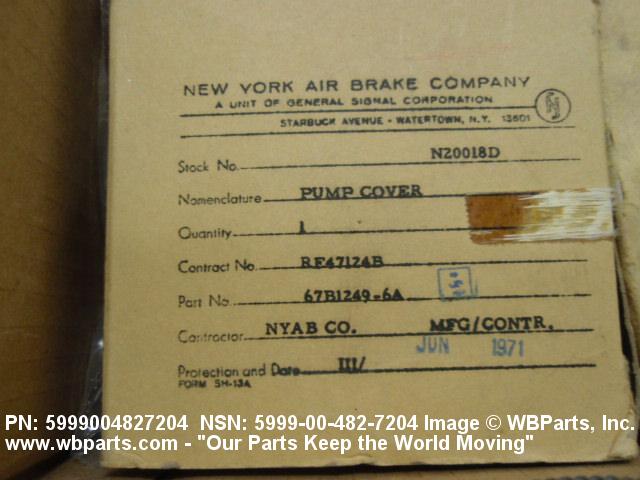 NEW YORK AIR BRAKE COMPANY
A UNIT OF GENERAL SIGNAL CORPORATION
STARBUCK AVENUE - WATERTOWN, N.Y. 13601
Stock No. N20018D
Nomenclature PUMP COVER
Quantity 1
Contract No. RF47124B
Part No. 67B1249-6A
Contractor NYAB CO. MFG/CONTR.
JUN 1971
Protection and Date III/
FORM SH-13A
PN: 5999004827204 NSN: 5999-00-482-7204 Image © WBParts, Inc.
www.wbparts.com - "Our Parts Keep the World Moving"